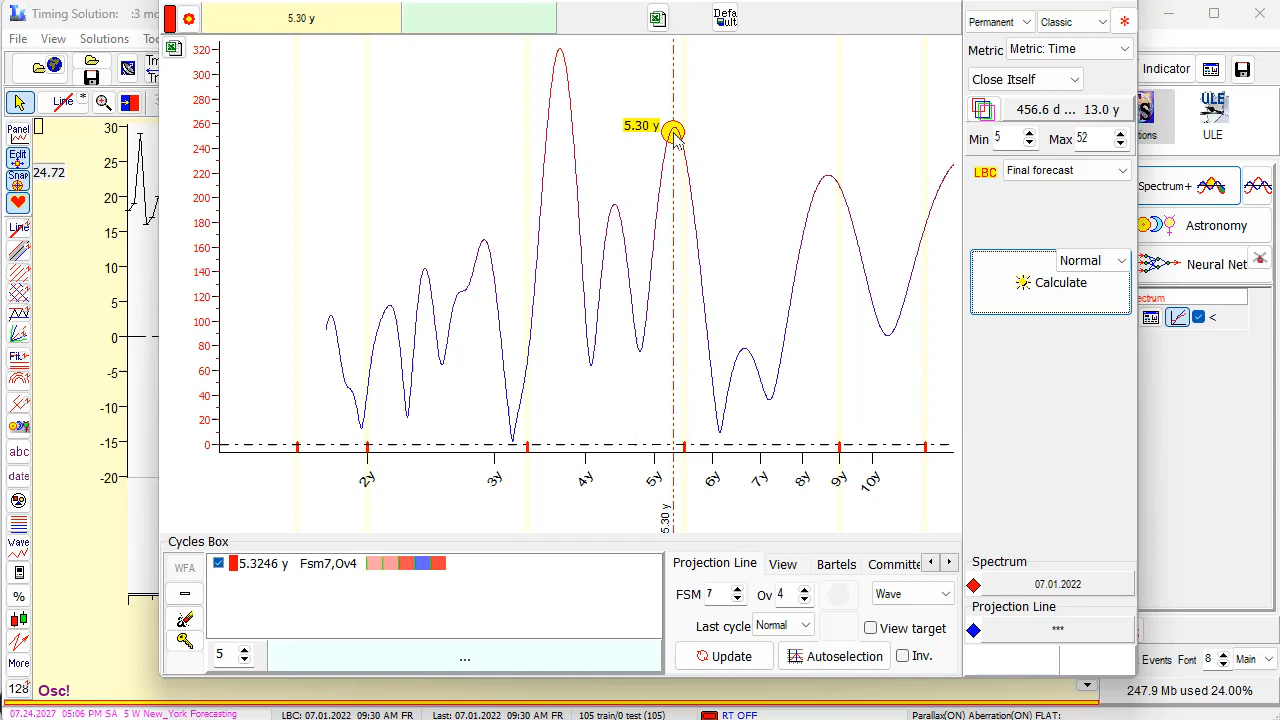 Timing Solution: :3 mo
5.30 y
Defa ult
Permanent Classic *
File View Solutions Too
Metric Metric: Time
Close Itself
Indicator
456.6 d ... 13.0 y
Min 5 Max 52
LBC Final forecast
Normal
Calculate
ULE
Spectrum+
Astronomy
Neural Net
<
Line *
Panel
Edit
Snap
Line
abc
date
Wave
%
More
128
30
25
24.72
20
15
10
5
0
-5
-10
-15
-20
320
300
280
260
240
220
200
180
160
140
120
100
80
60
40
20
0
5.30 y
2y 3y 4y 5y 6y 7y 8y 9y 10y
5.30 y
Cycles Box
WFA
5.3246 y Fsm7,Ov4
5
...
Projection Line View Bartels Committe
FSM 7 Ov 4 Wave
Last cycle Normal View target
Update Autoselection Inv.
Spectrum
07.01.2022
Projection Line
***
Events Font 8 Main
Osc!
247.9 Mb used 24.00%
07.24.2027 05:06 PM SA 5 W New_York Forecasting LBC: 07.01.2022 09:30 AM FR Last: 07.01.2022 09:30 AM FR 105 train/0 test (105) RT OFF Parallax(ON) Aberration(ON) FLAT: